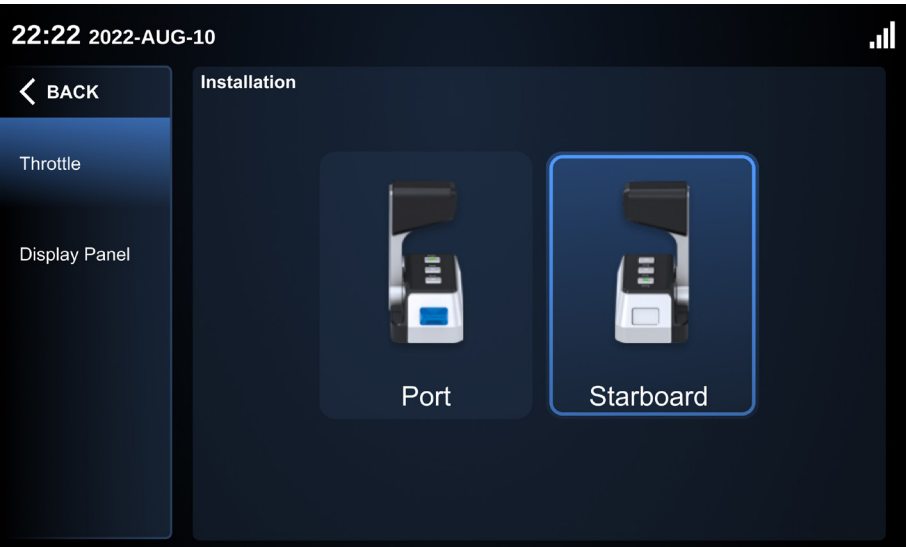 22:22 2022-AUG-10
BACK
Installation
Throttle
Display Panel
Port
Starboard